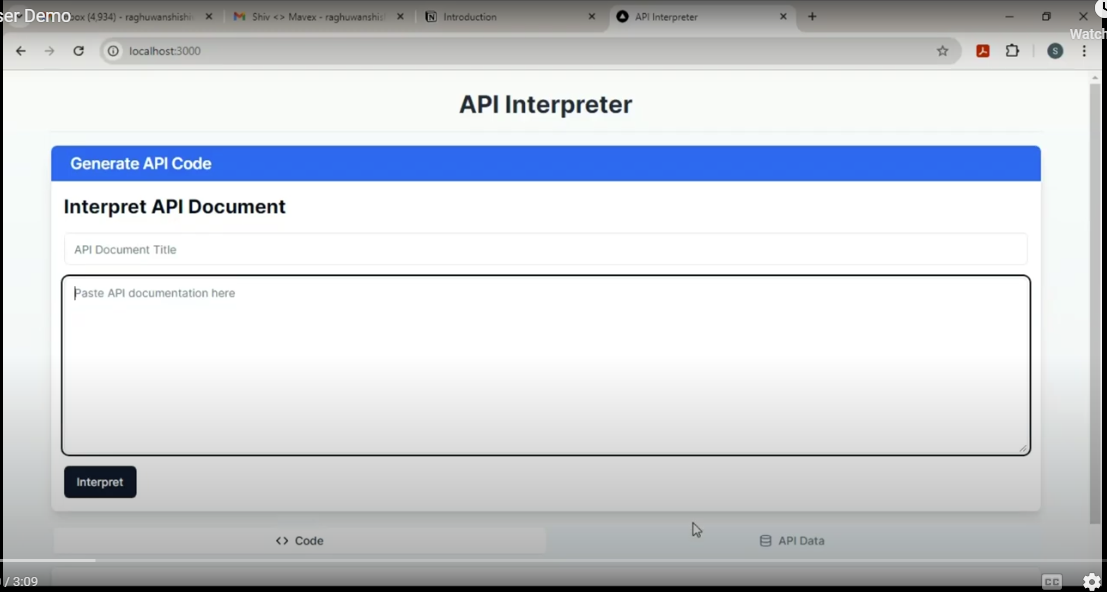 ser Demo
box (4,934) - raghuwanshishi
Shiv <> Mavex - raghuwanshis
Introduction
API Interpreter
Watch
localhost:3000
S
API Interpreter
Generate API Code
Interpret API Document
API Document Title
Paste API documentation here
Interpret
<> Code
API Data
/ 3:09
CC